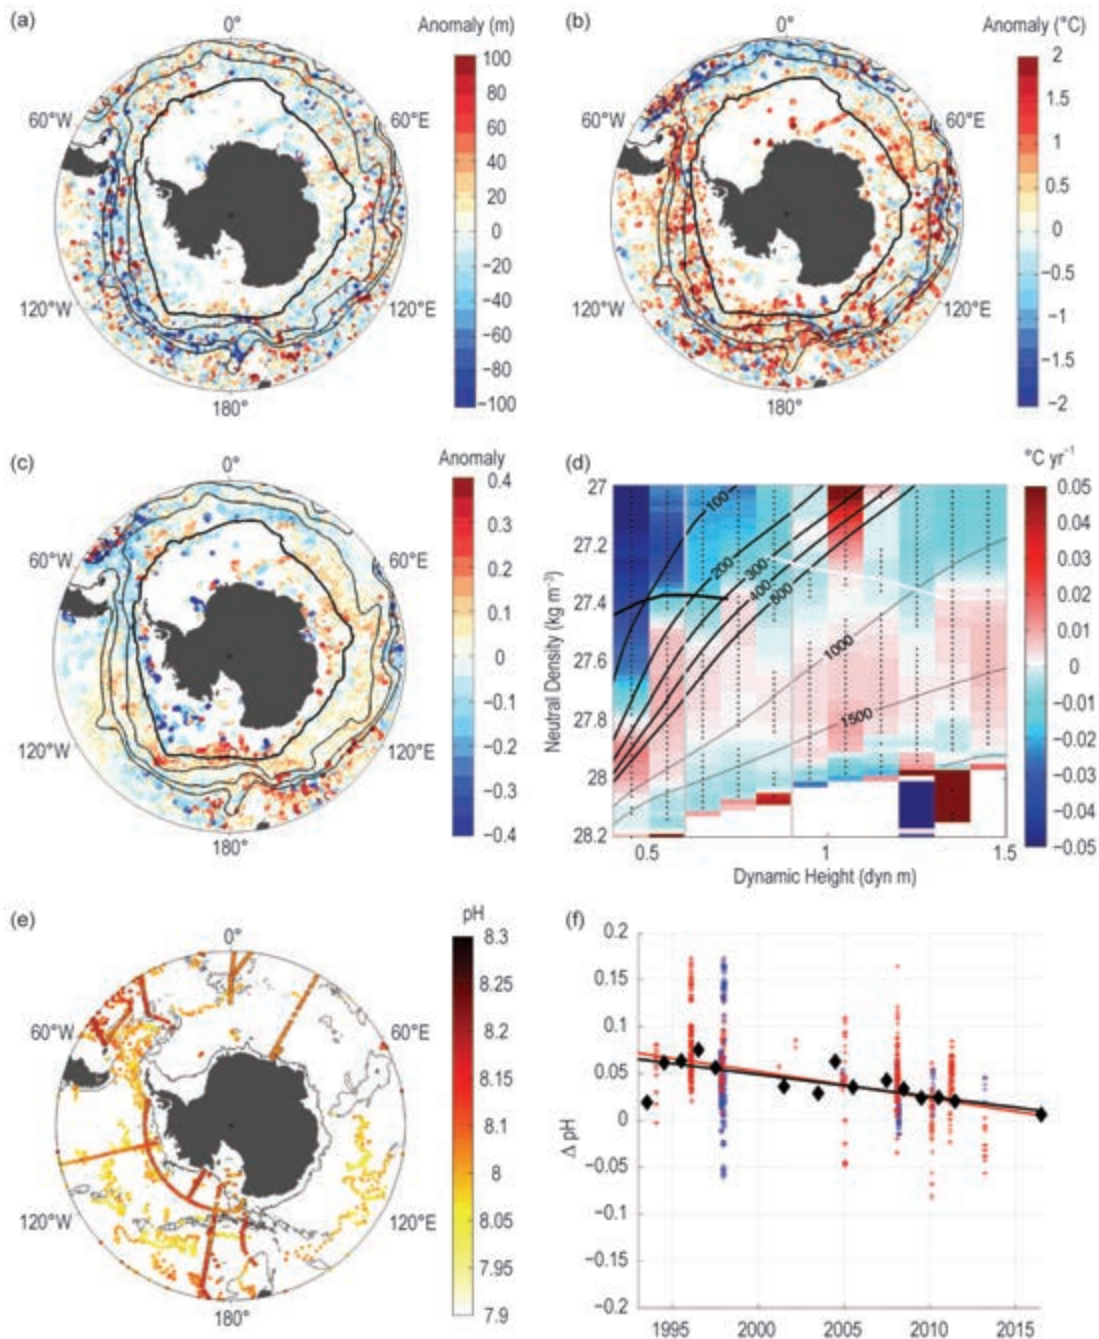 (a)
0°
Anomaly (m)
100
80
60
40
20
0
−20
−40
−60
−80
−100
60°W
60°E
120°W
120°E
180°
(b)
0°
Anomaly (°C)
2
1.5
1
0.5
0
−0.5
−1
−1.5
−2
60°W
60°E
120°W
120°E
180°
(c)
0°
Anomaly
0.4
0.3
0.2
0.1
0
−0.1
−0.2
−0.3
−0.4
60°W
60°E
120°W
120°E
180°
(d)
°C yr⁻¹
0.05
0.04
0.03
0.02
0.01
0
−0.01
−0.02
−0.03
−0.04
−0.05
27
27.2
27.4
27.6
27.8
28
28.2
Neutral Density (kg m⁻³)
100
200
300
400
500
1000
1500
0.5
1
1.5
Dynamic Height (dyn m)
(e)
0°
pH
8.3
8.25
8.2
8.15
8.1
8.05
8
7.95
7.9
60°W
60°E
120°W
120°E
180°
(f)
0.2
0.15
0.1
0.05
0
−0.05
−0.1
−0.15
−0.2
Δ pH
1995
2000
2005
2010
2015